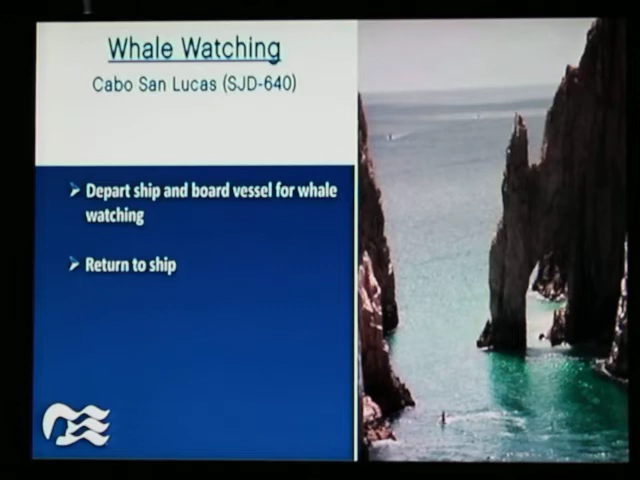 Whale Watching
Cabo San Lucas (SJD-640)
Depart ship and board vessel for whale
watching
Return to ship